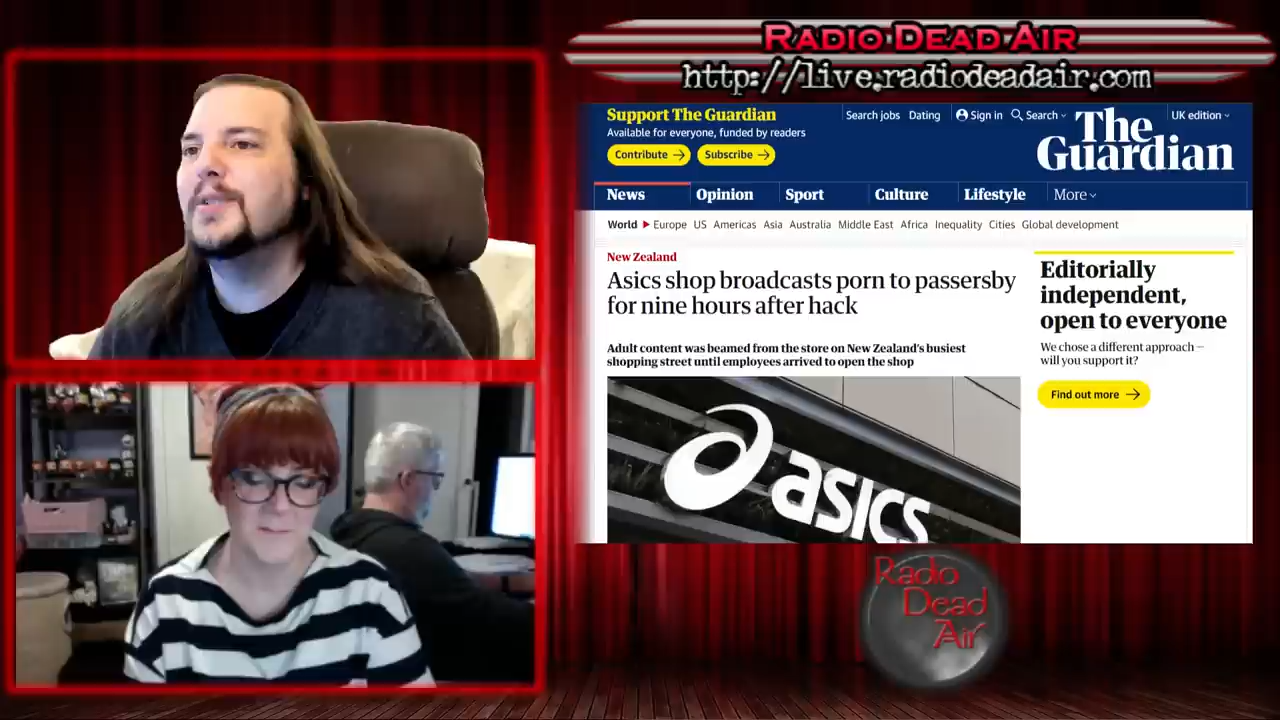 RADIO DEAD AIR
http://live.radiodeadair.com
Support The Guardian
Available for everyone, funded by readers
Contribute →
Subscribe →
Search jobs Dating Sign in Search UK edition
The
Guardian
News Opinion Sport Culture Lifestyle More
World Europe US Americas Asia Australia Middle East Africa Inequality Cities Global development
New Zealand
Asics shop broadcasts porn to passersby
for nine hours after hack
Adult content was beamed from the store on New Zealand's busiest
shopping street until employees arrived to open the shop
asics
Editorially
independent,
open to everyone
We chose a different approach –
will you support it?
Find out more →
Radio
Dead
Air